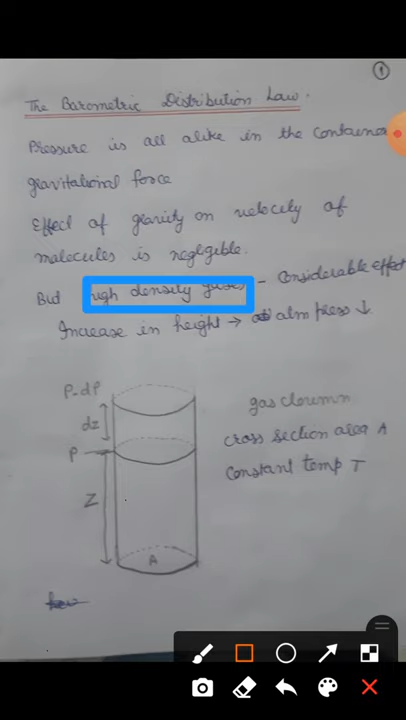 1
The Barometric Distribution Law.
Pressure is all alike in the container
gravitational force
Effect of gravity on velocity of
molecules is negligible.
But high density gases - Considerable effect
Increase in height → atm press ↓
P-dP
dz
P
Z
A
gas cloumn
cross section area A
Constant temp T